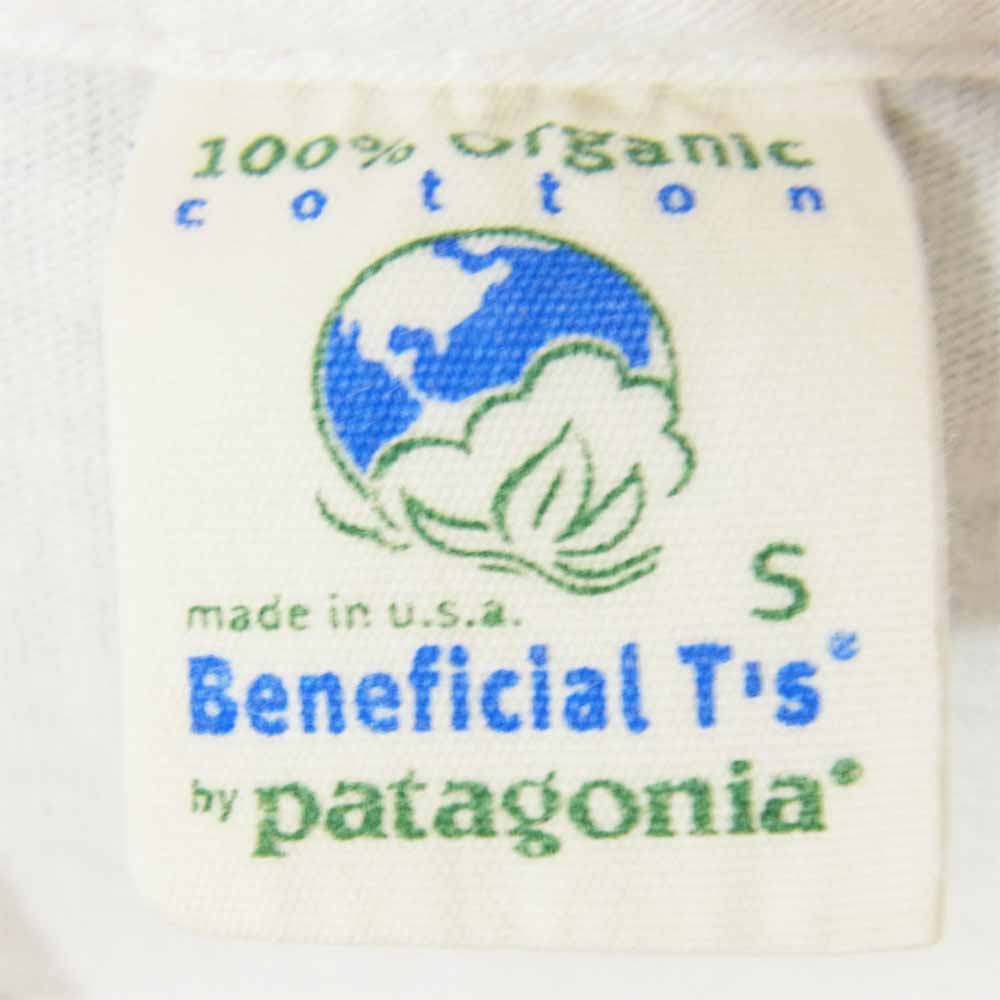 100% Organic
cotton
S
made in u.s.a.
Beneficial T's®
by patagonia®